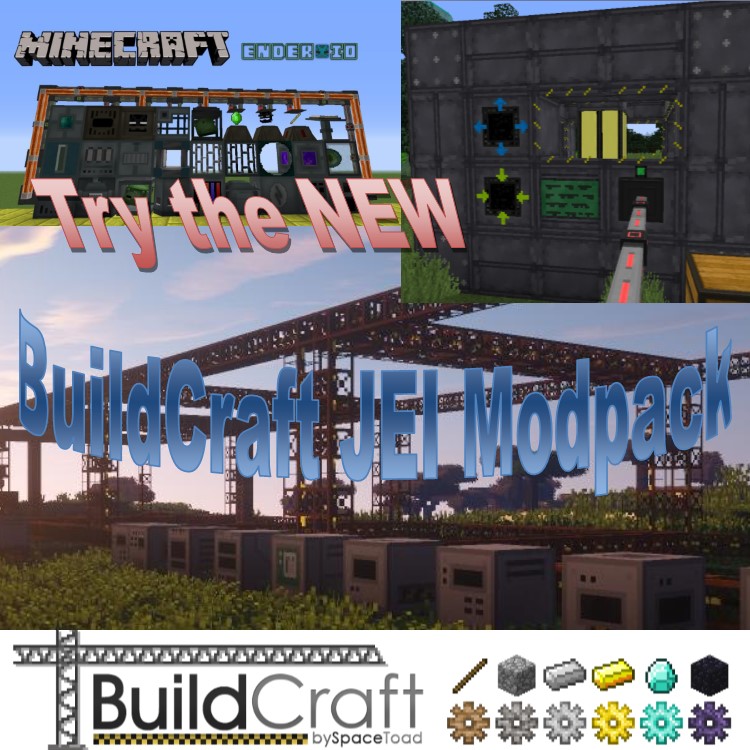 MINECRAFT
ENDER IO
Try the NEW
BuildCraft JEI Modpack
BuildCraft
by SpaceToad